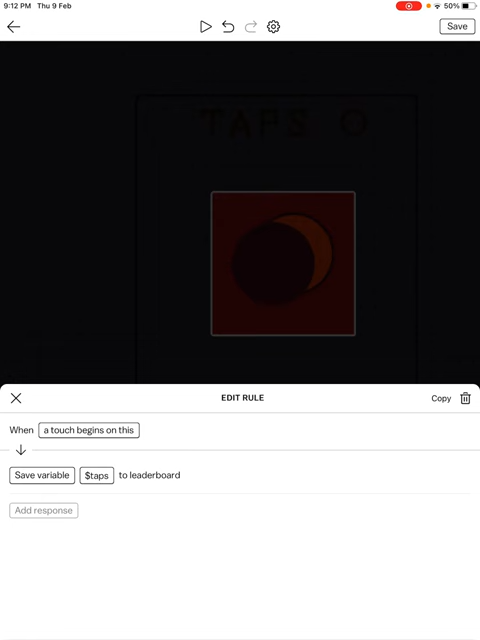 9:12 PM Thu 9 Feb
50%
Save
TAPS 0
EDIT RULE
Copy
When a touch begins on this
Save variable $taps to leaderboard
Add response